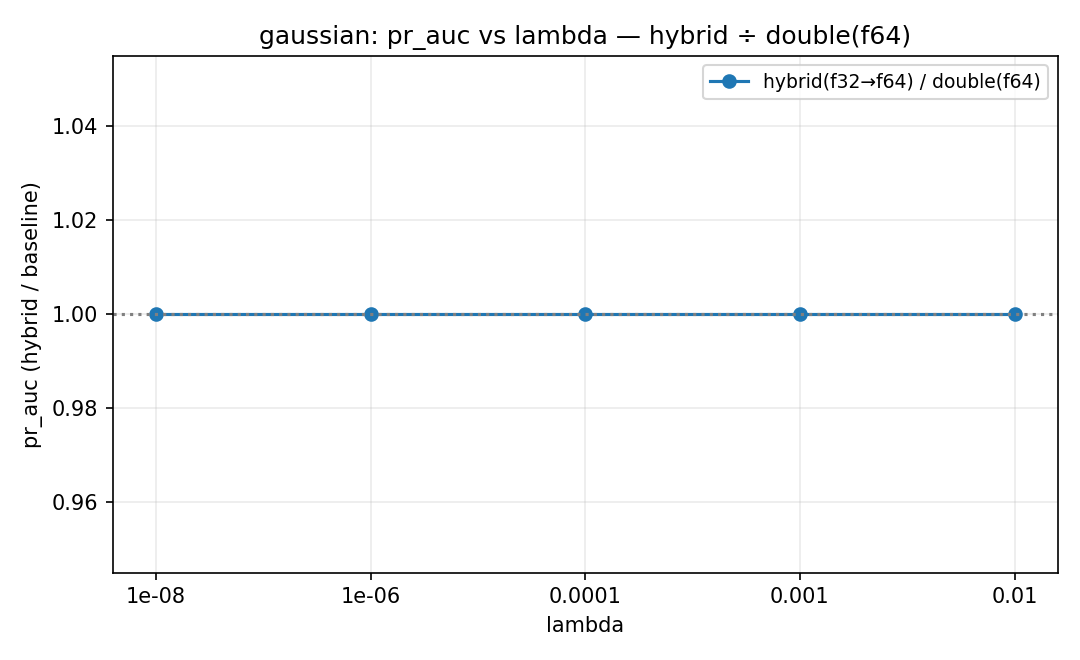 gaussian: pr_auc vs lambda — hybrid ÷ double(f64)
hybrid(f32→f64) / double(f64)
pr_auc (hybrid / baseline)
1.04
1.02
1.00
0.98
0.96
1e-08
1e-06
0.0001
0.001
0.01
lambda